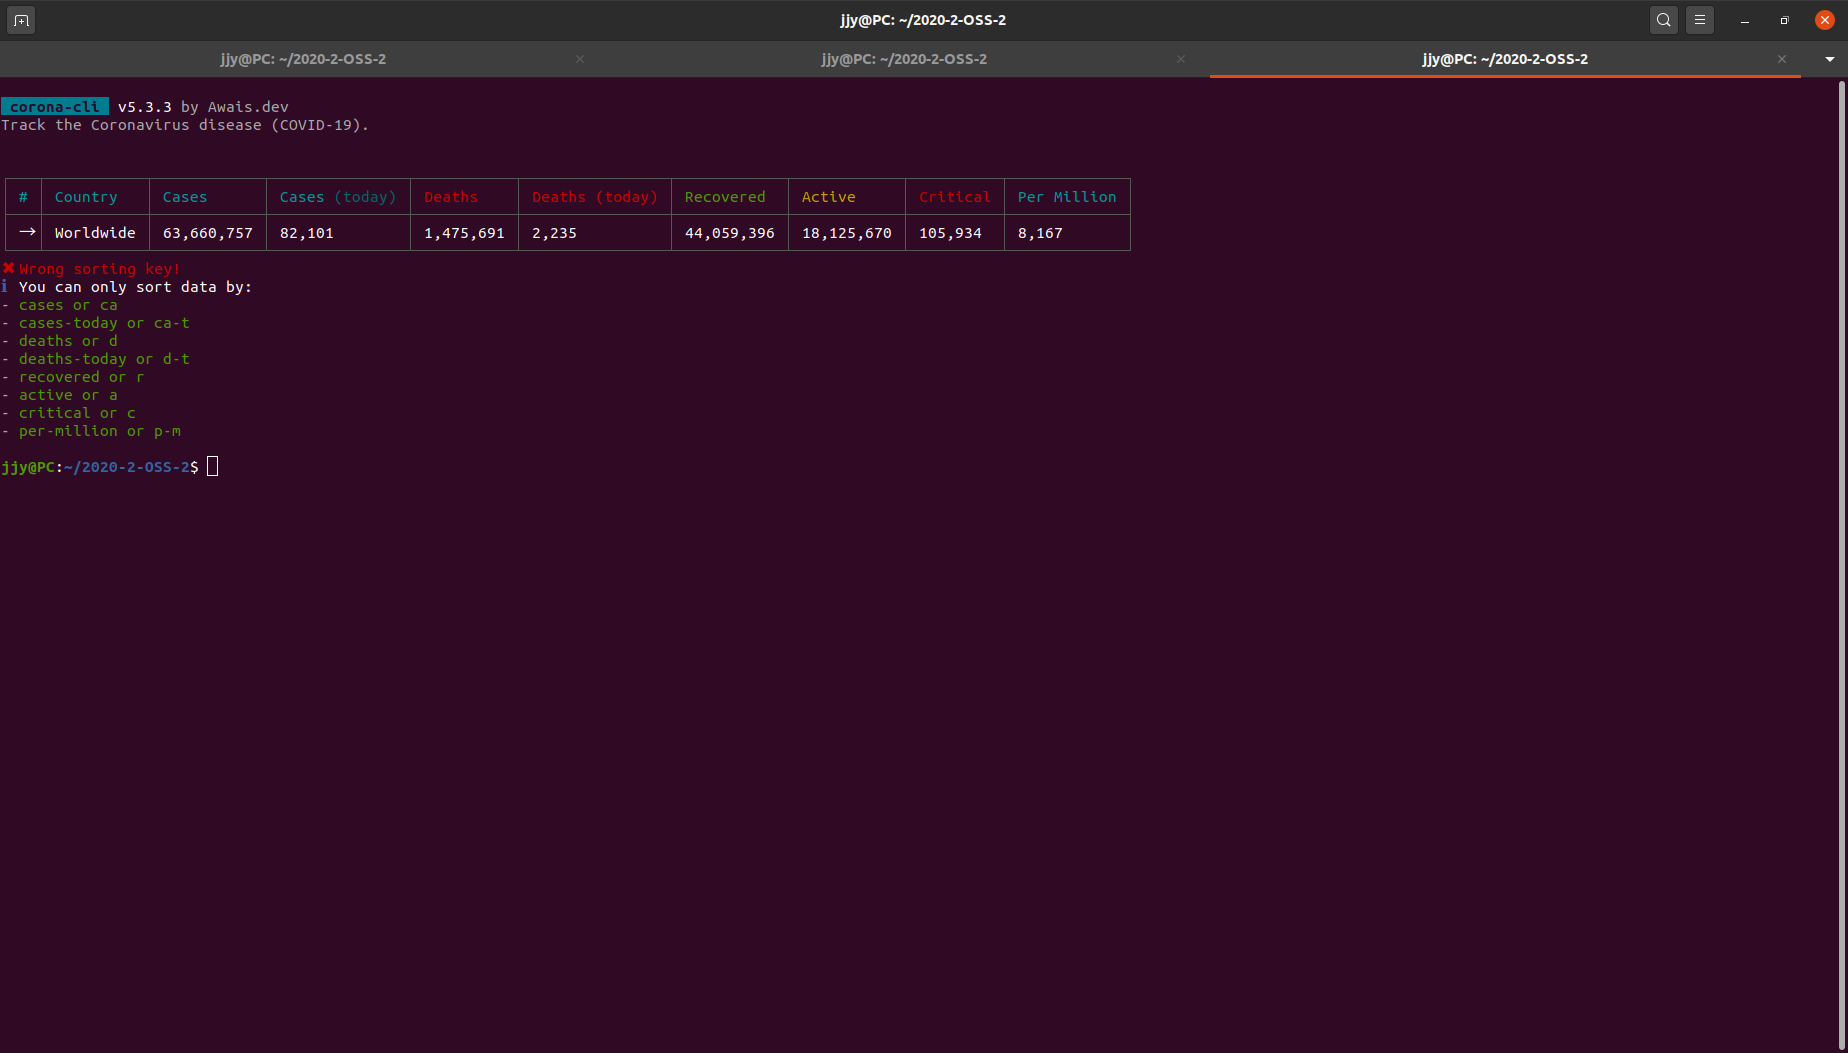 jjy@PC: ~/2020-2-OSS-2
jjy@PC: ~/2020-2-OSS-2 jjy@PC: ~/2020-2-OSS-2 jjy@PC: ~/2020-2-OSS-2
corona-cli v5.3.3 by Awais.dev
Track the Coronavirus disease (COVID-19).
# Country Cases Cases (today) Deaths Deaths (today) Recovered Active Critical Per Million
→ Worldwide 63,660,757 82,101 1,475,691 2,235 44,059,396 18,125,670 105,934 8,167
✖ Wrong sorting key!
ℹ You can only sort data by:
- cases or ca
- cases-today or ca-t
- deaths or d
- deaths-today or d-t
- recovered or r
- active or a
- critical or c
- per-million or p-m
jjy@PC:~/2020-2-OSS-2$